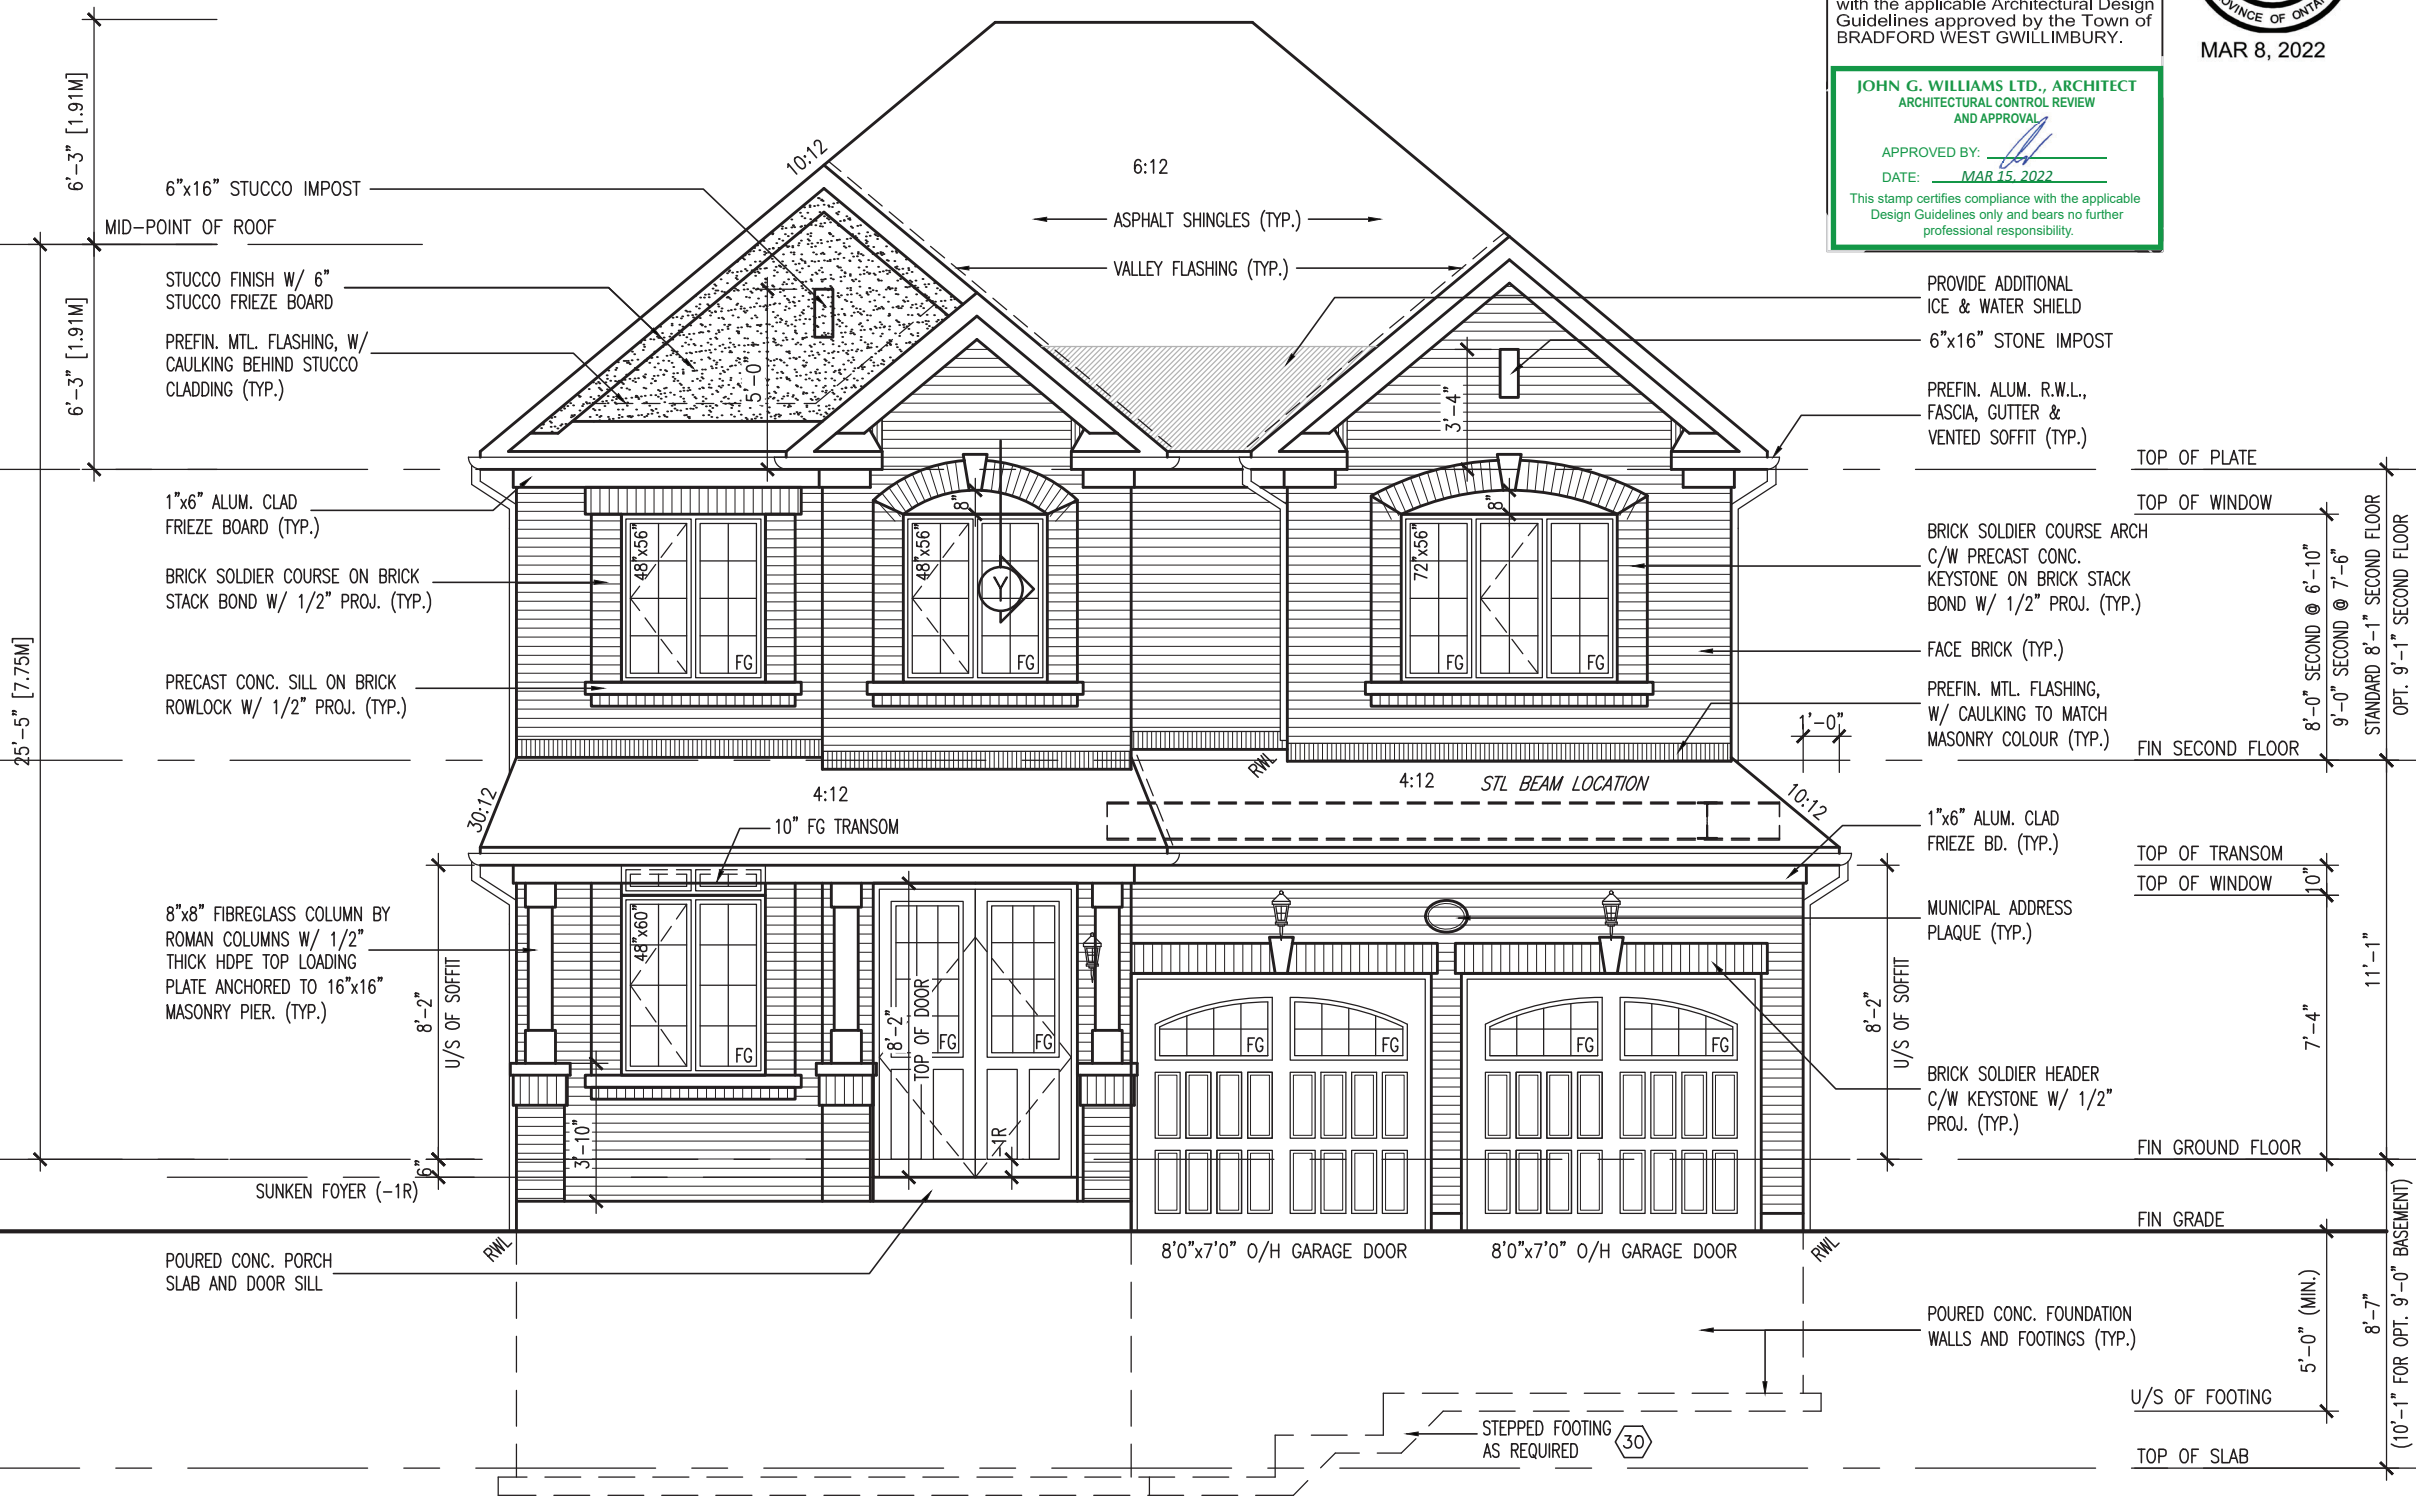 with the applicable Architectural Design
Guidelines approved by the Town of
BRADFORD WEST GWILLIMBURY.
PROVINCE OF ONTARIO
MAR 8, 2022
JOHN G. WILLIAMS LTD., ARCHITECT
ARCHITECTURAL CONTROL REVIEW
AND APPROVAL
APPROVED BY:
DATE: MAR 15, 2022
This stamp certifies compliance with the applicable
Design Guidelines only and bears no further
professional responsibility.
6'-3" [1.91M]
6'-3" [1.91M]
25'-5" [7.75M]
6"x16" STUCCO IMPOST
MID-POINT OF ROOF
STUCCO FINISH W/ 6"
STUCCO FRIEZE BOARD
PREFIN. MTL. FLASHING, W/
CAULKING BEHIND STUCCO
CLADDING (TYP.)
1"x6" ALUM. CLAD
FRIEZE BOARD (TYP.)
BRICK SOLDIER COURSE ON BRICK
STACK BOND W/ 1/2" PROJ. (TYP.)
PRECAST CONC. SILL ON BRICK
ROWLOCK W/ 1/2" PROJ. (TYP.)
8"x8" FIBREGLASS COLUMN BY
ROMAN COLUMNS W/ 1/2"
THICK HDPE TOP LOADING
PLATE ANCHORED TO 16"x16"
MASONRY PIER. (TYP.)
8'-2"
U/S OF SOFFIT
6"
SUNKEN FOYER (-1R)
POURED CONC. PORCH
SLAB AND DOOR SILL
10:12
6:12
ASPHALT SHINGLES (TYP.)
VALLEY FLASHING (TYP.)
5'-0"
3'-4"
8"
8"
48"x56"
FG
48"x56"
FG
Y
72"x56"
FG
FG
30:12
4:12
10" FG TRANSOM
RWL
4:12
STL BEAM LOCATION
10:12
1'-0"
48"x60"
FG
3'-10"
8'-2"
TOP OF DOOR
FG
FG
-1R
FG
FG
FG
FG
8'-2"
U/S OF SOFFIT
RWL
8'0"x7'0" O/H GARAGE DOOR
8'0"x7'0" O/H GARAGE DOOR
RWL
STEPPED FOOTING
AS REQUIRED
30
PROVIDE ADDITIONAL
ICE & WATER SHIELD
6"x16" STONE IMPOST
PREFIN. ALUM. R.W.L.,
FASCIA, GUTTER &
VENTED SOFFIT (TYP.)
BRICK SOLDIER COURSE ARCH
C/W PRECAST CONC.
KEYSTONE ON BRICK STACK
BOND W/ 1/2" PROJ. (TYP.)
FACE BRICK (TYP.)
PREFIN. MTL. FLASHING,
W/ CAULKING TO MATCH
MASONRY COLOUR (TYP.)
1"x6" ALUM. CLAD
FRIEZE BD. (TYP.)
MUNICIPAL ADDRESS
PLAQUE (TYP.)
BRICK SOLDIER HEADER
C/W KEYSTONE W/ 1/2"
PROJ. (TYP.)
POURED CONC. FOUNDATION
WALLS AND FOOTINGS (TYP.)
TOP OF PLATE
TOP OF WINDOW
8'-0" SECOND @ 6'-10"
9'-0" SECOND @ 7'-6"
STANDARD 8'-1" SECOND FLOOR
OPT. 9'-1" SECOND FLOOR
FIN SECOND FLOOR
TOP OF TRANSOM
TOP OF WINDOW
10"
7'-4"
11'-1"
FIN GROUND FLOOR
FIN GRADE
5'-0" (MIN.)
8'-7"
(10'-1" FOR OPT. 9'-0" BASEMENT)
U/S OF FOOTING
TOP OF SLAB